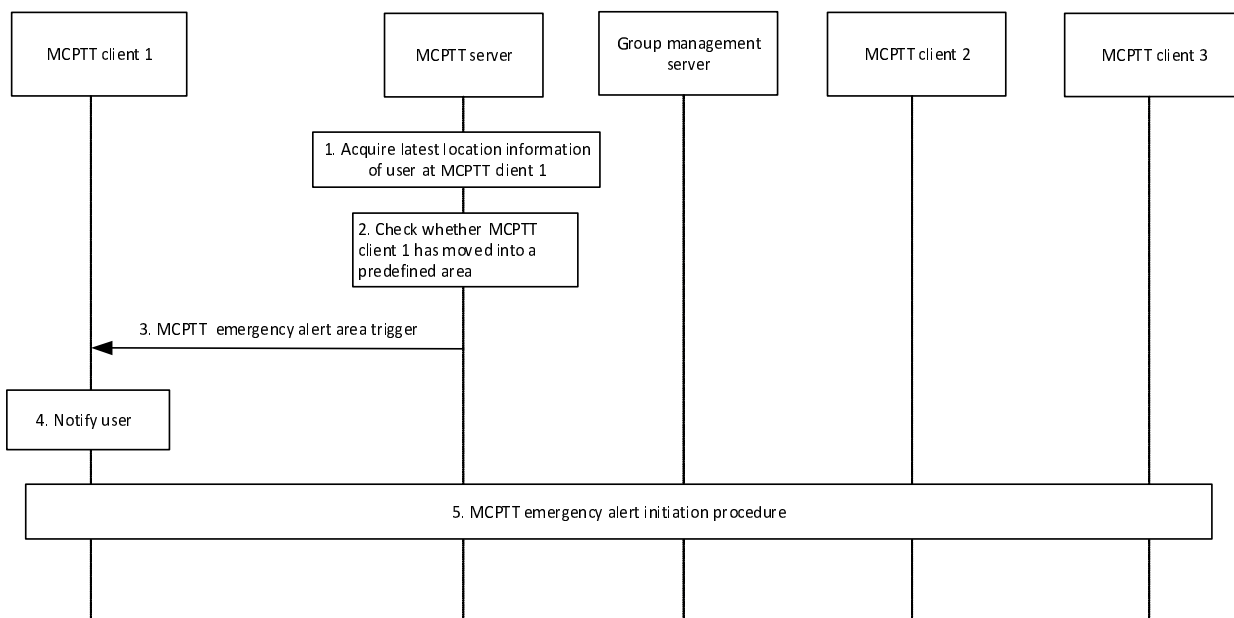 MCPTT client 1
MCPTT server
Group management
server
MCPTT client 2
MCPTT client 3
1. Acquire latest location information
of user at MCPTT client 1
2. Check whether MCPTT
client 1 has moved into a
predefined area
3. MCPTT emergency alert area trigger
4. Notify user
5. MCPTT emergency alert initiation procedure